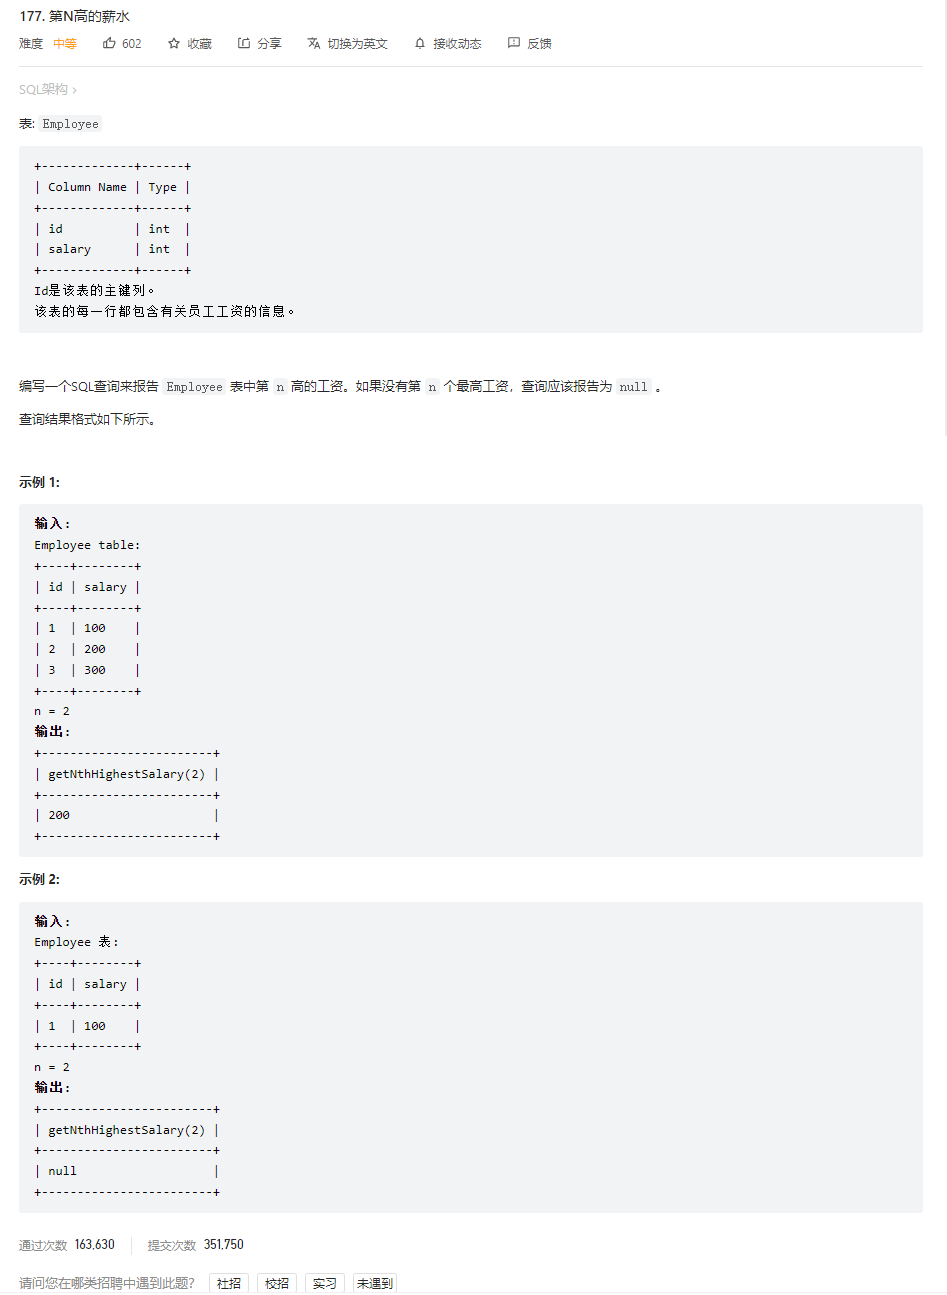 177. 第N高的薪水
难度 中等 602 收藏 分享 切换为英文 接收动态 反馈
SQL架构 ›
表: Employee
+-------------+------+
| Column Name | Type |
+-------------+------+
| id          | int  |
| salary      | int  |
+-------------+------+
Id是该表的主键列。
该表的每一行都包含有关员工工资的信息。
编写一个SQL查询来报告 Employee 表中第 n 高的工资。如果没有第 n 个最高工资，查询应该报告为 null 。
查询结果格式如下所示。
示例 1:
输入:
Employee table:
+----+--------+
| id | salary |
+----+--------+
| 1  | 100    |
| 2  | 200    |
| 3  | 300    |
+----+--------+
n = 2
输出:
+------------------------+
| getNthHighestSalary(2) |
+------------------------+
| 200                    |
+------------------------+
示例 2:
输入:
Employee 表:
+----+--------+
| id | salary |
+----+--------+
| 1  | 100    |
+----+--------+
n = 2
输出:
+------------------------+
| getNthHighestSalary(2) |
+------------------------+
| null                   |
+------------------------+
通过次数 163,630 提交次数 351,750
请问您在哪类招聘中遇到此题? 社招 校招 实习 未遇到